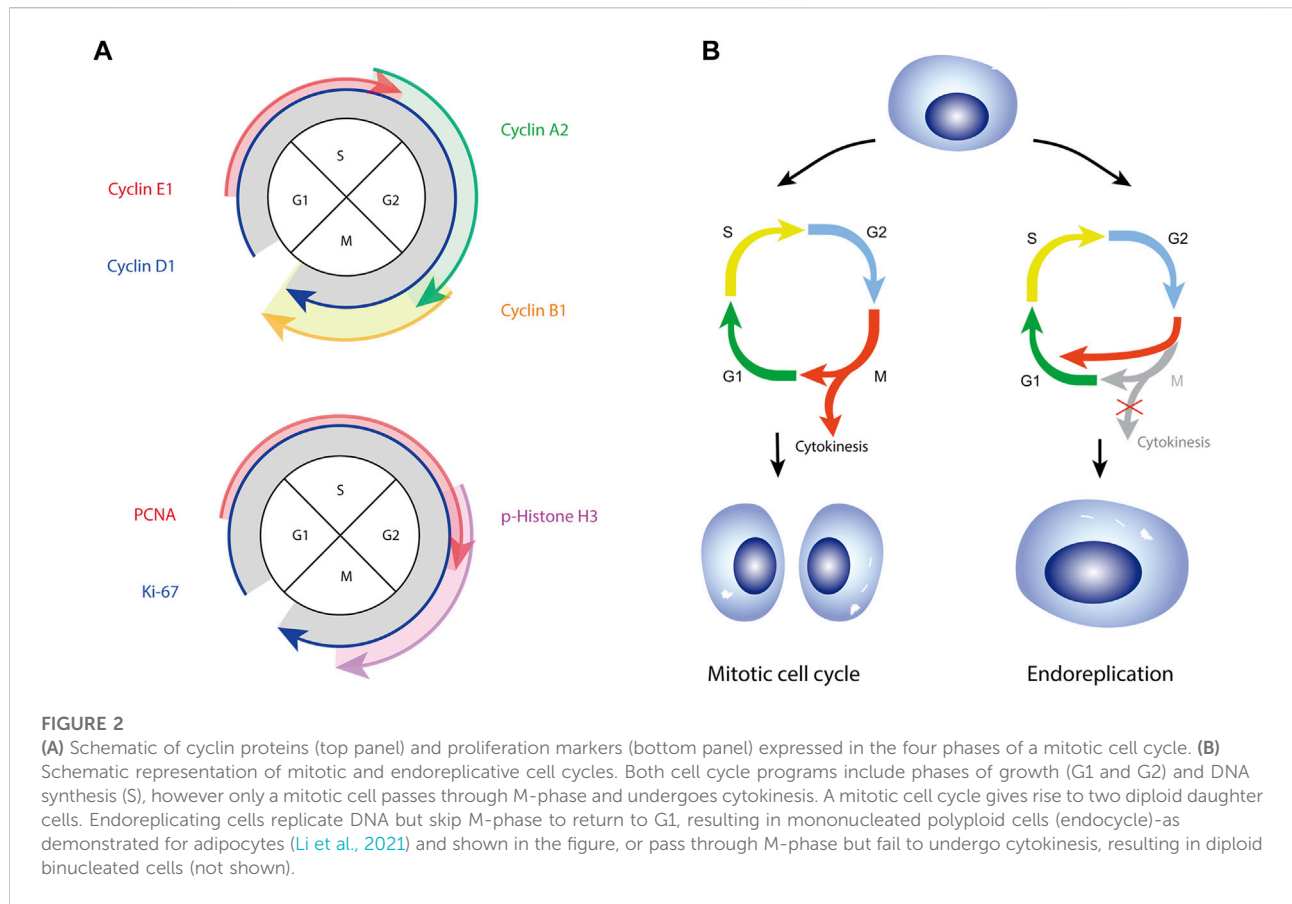 A
B
Cyclin A2
Cyclin E1
Cyclin D1
Cyclin B1
S
G1
G2
M
PCNA
Ki-67
p-Histone H3
S
G1
G2
M
S
G2
G1
M
Cytokinesis
Mitotic cell cycle
S
G2
G1
M
Cytokinesis
Endoreplication
FIGURE 2
(A) Schematic of cyclin proteins (top panel) and proliferation markers (bottom panel) expressed in the four phases of a mitotic cell cycle. (B)
Schematic representation of mitotic and endoreplicative cell cycles. Both cell cycle programs include phases of growth (G1 and G2) and DNA
synthesis (S), however only a mitotic cell passes through M-phase and undergoes cytokinesis. A mitotic cell cycle gives rise to two diploid daughter
cells. Endoreplicating cells replicate DNA but skip M-phase to return to G1, resulting in mononucleated polyploid cells (endocycle)-as
demonstrated for adipocytes (Li et al., 2021) and shown in the figure, or pass through M-phase but fail to undergo cytokinesis, resulting in diploid
binucleated cells (not shown).